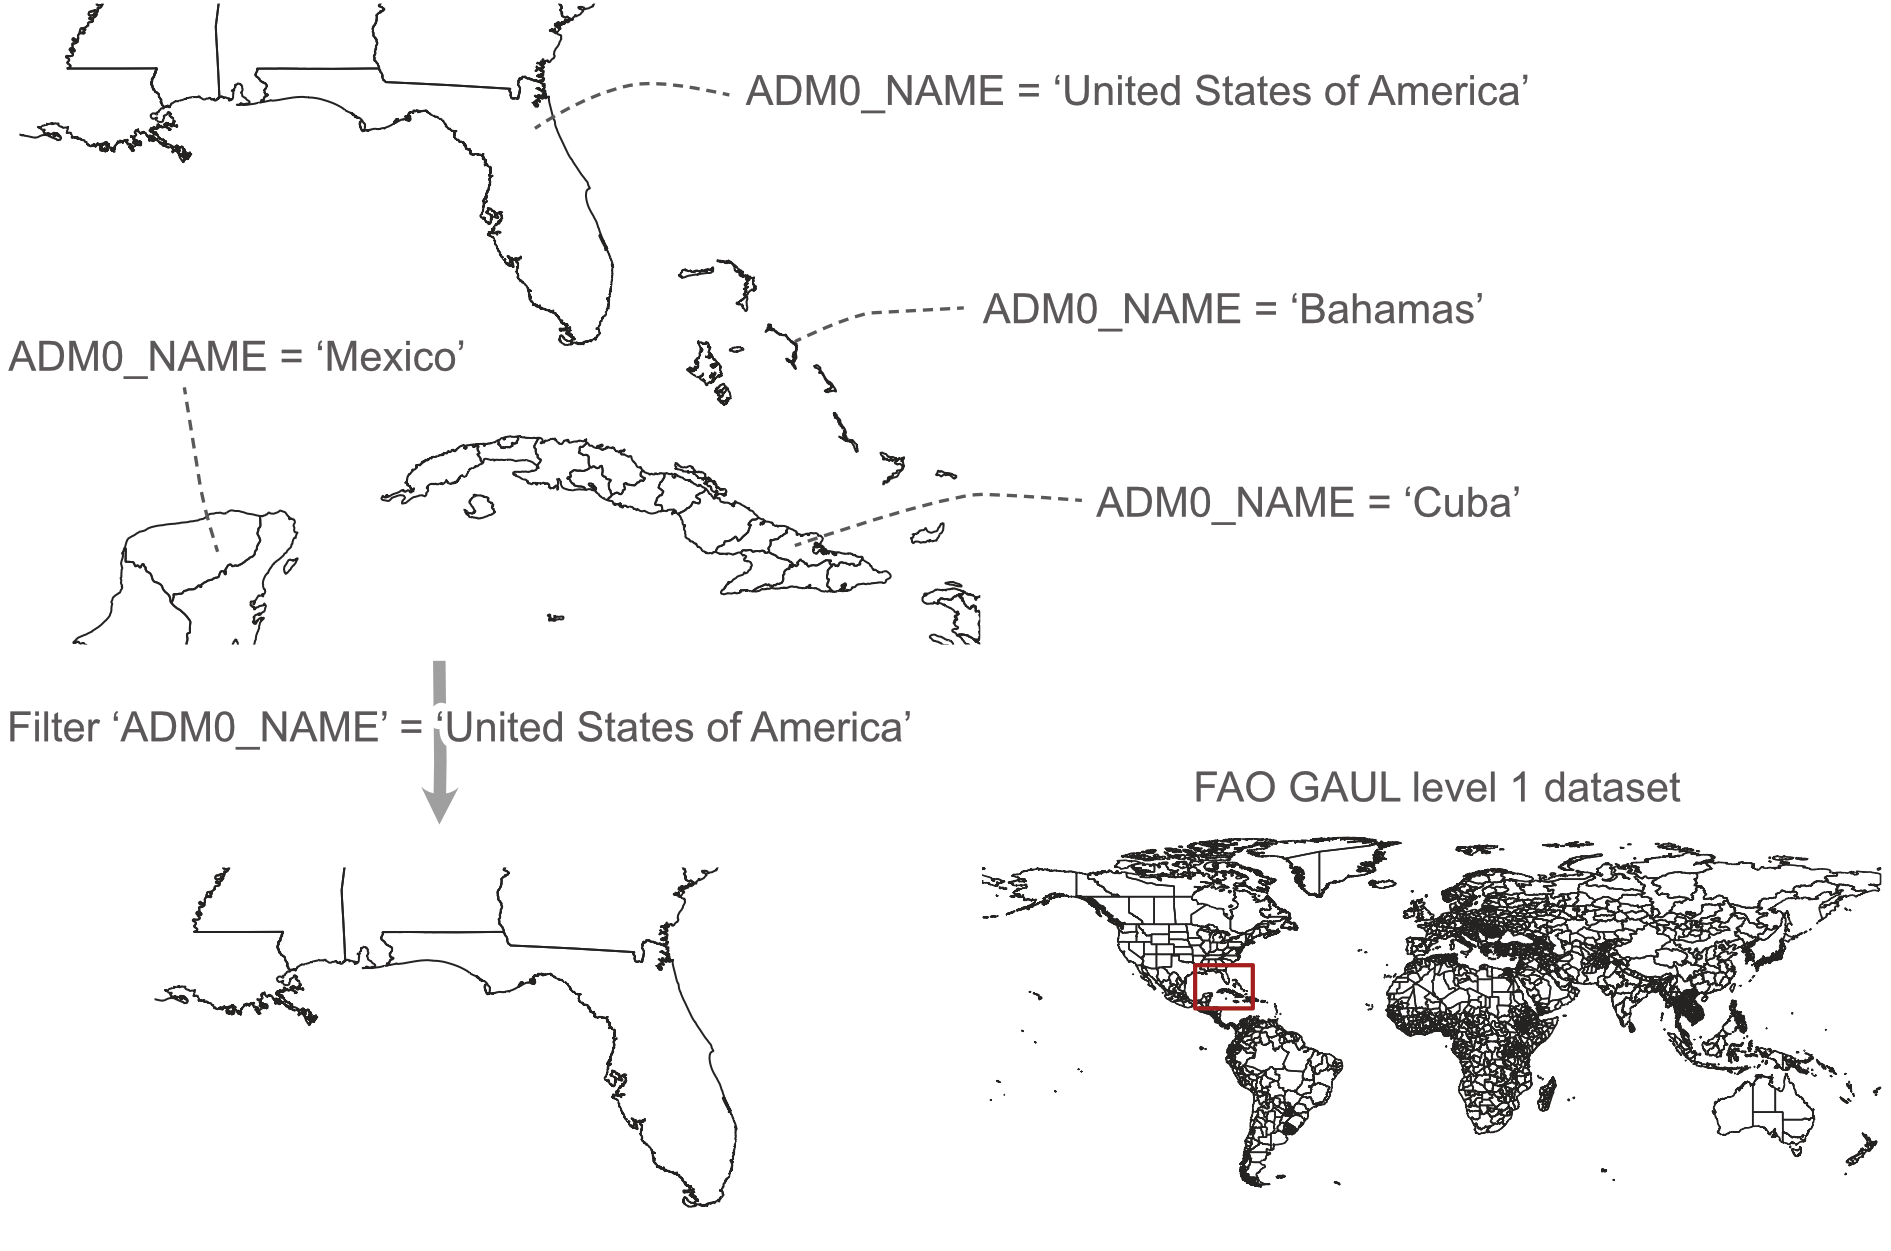 ADM0_NAME = ‘United States of America’
ADM0_NAME = ‘Bahamas’
ADM0_NAME = ‘Mexico’
ADM0_NAME = ‘Cuba’
Filter ‘ADM0_NAME’ = ‘United States of America’
FAO GAUL level 1 dataset